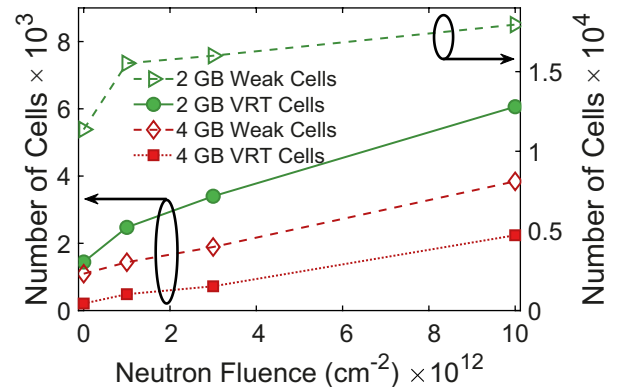 Number of Cells × 10³
8
6
4
2
0
2 GB Weak Cells
2 GB VRT Cells
4 GB Weak Cells
4 GB VRT Cells
1.5
1
0.5
0
Number of Cells × 10⁴
0 2 4 6 8 10
Neutron Fluence (cm⁻²) ×10¹²